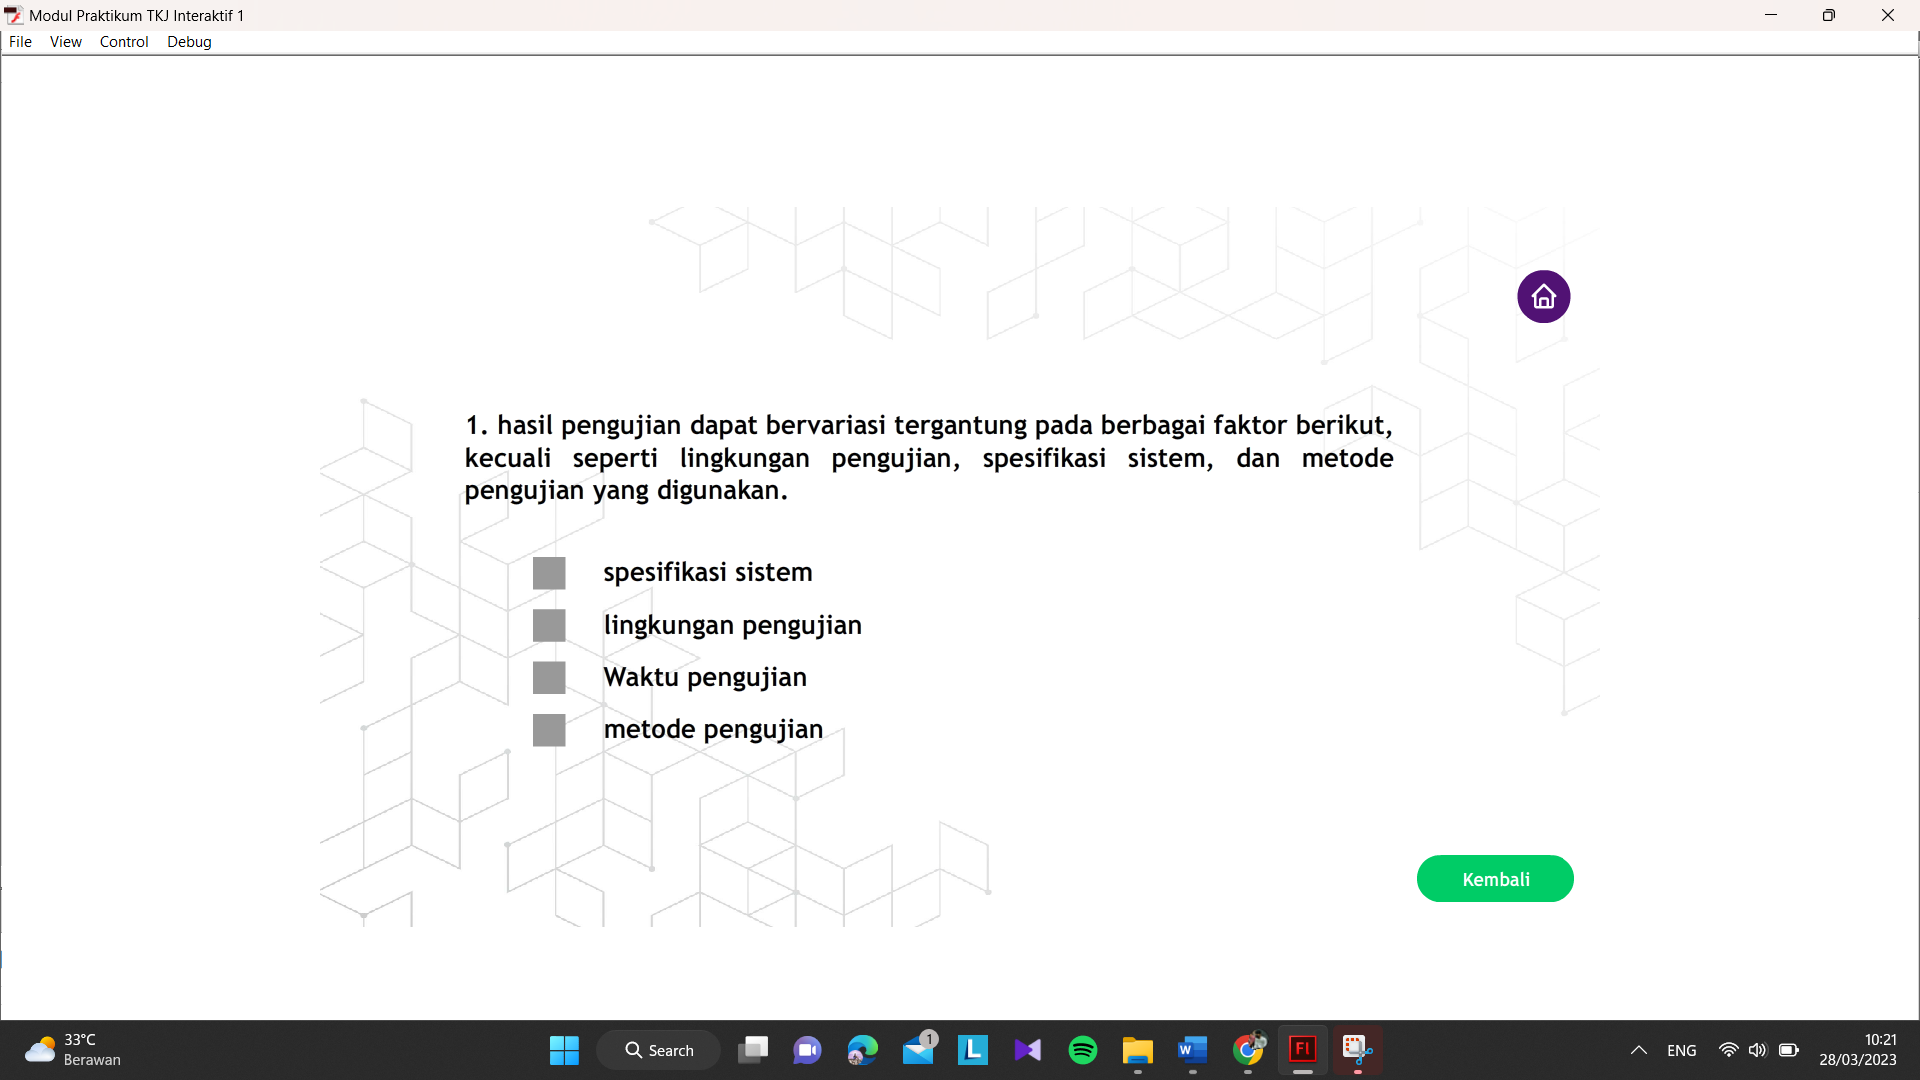 Modul Praktikum TKJ Interaktif 1
File View Control Debug
1. hasil pengujian dapat bervariasi tergantung pada berbagai faktor berikut,
kecuali seperti lingkungan pengujian, spesifikasi sistem, dan metode
pengujian yang digunakan.
spesifikasi sistem
lingkungan pengujian
Waktu pengujian
metode pengujian
Kembali
33°C
Berawan
Search
1
L
W
Fl
ENG
10:21
28/03/2023